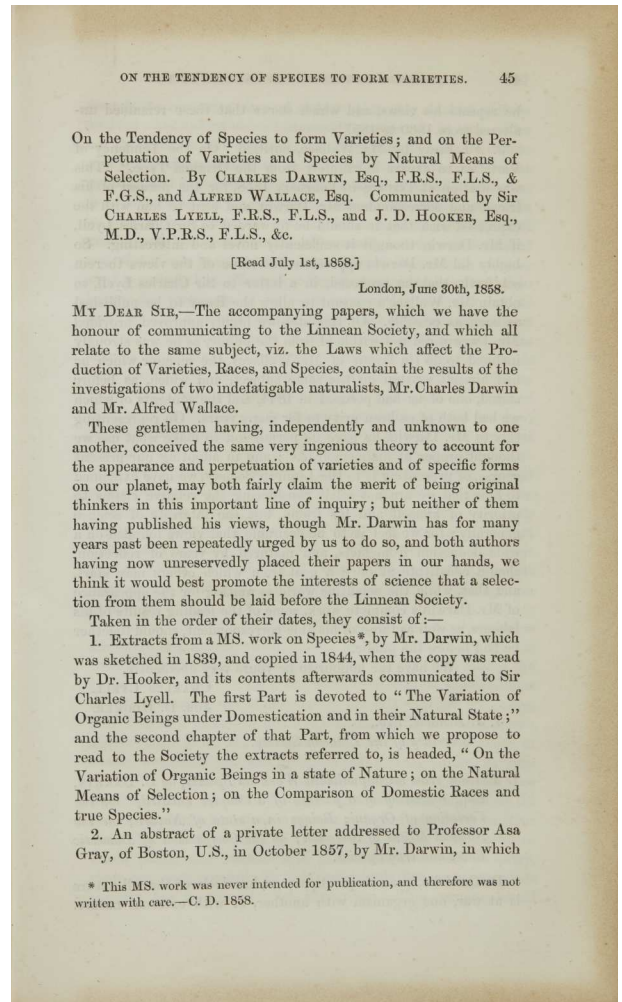 ON THE TENDENCY OF SPECIES TO FORM VARIETIES. 45
On the Tendency of Species to form Varieties; and on the Per-
petuation of Varieties and Species by Natural Means of
Selection. By CHARLES DARWIN, Esq., F.R.S., F.L.S., &
F.G.S., and ALFRED WALLACE, Esq. Communicated by Sir
CHARLES LYELL, F.R.S., F.L.S., and J. D. HOOKER, Esq.,
M.D., V.P.R.S., F.L.S., &c.
[Read July 1st, 1858.]
London, June 30th, 1858.
MY DEAR SIR,—The accompanying papers, which we have the
honour of communicating to the Linnean Society, and which all
relate to the same subject, viz. the Laws which affect the Pro-
duction of Varieties, Races, and Species, contain the results of the
investigations of two indefatigable naturalists, Mr. Charles Darwin
and Mr. Alfred Wallace.
These gentlemen having, independently and unknown to one
another, conceived the same very ingenious theory to account for
the appearance and perpetuation of varieties and of specific forms
on our planet, may both fairly claim the merit of being original
thinkers in this important line of inquiry; but neither of them
having published his views, though Mr. Darwin has for many
years past been repeatedly urged by us to do so, and both authors
having now unreservedly placed their papers in our hands, we
think it would best promote the interests of science that a selec-
tion from them should be laid before the Linnean Society.
Taken in the order of their dates, they consist of:—
1. Extracts from a MS. work on Species*, by Mr. Darwin, which
was sketched in 1839, and copied in 1844, when the copy was read
by Dr. Hooker, and its contents afterwards communicated to Sir
Charles Lyell. The first Part is devoted to "The Variation of
Organic Beings under Domestication and in their Natural State;"
and the second chapter of that Part, from which we propose to
read to the Society the extracts referred to, is headed, "On the
Variation of Organic Beings in a state of Nature; on the Natural
Means of Selection; on the Comparison of Domestic Races and
true Species."
2. An abstract of a private letter addressed to Professor Asa
Gray, of Boston, U.S., in October 1857, by Mr. Darwin, in which
* This MS. work was never intended for publication, and therefore was not
written with care.—C. D. 1858.